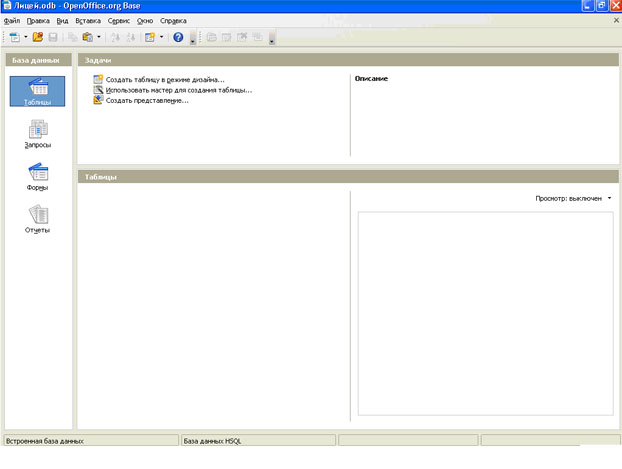 Лицей.odb - OpenOffice.org Base
Файл Правка Вид Вставка Сервис Окно Справка
База данных
Задачи
Таблицы
Запросы
Формы
Отчеты
Создать таблицу в режиме дизайна...
Использовать мастер для создания таблицы...
Создать представление...
Описание
Таблицы
Просмотр: выключен
Встроенная база данных
База данных HSQL